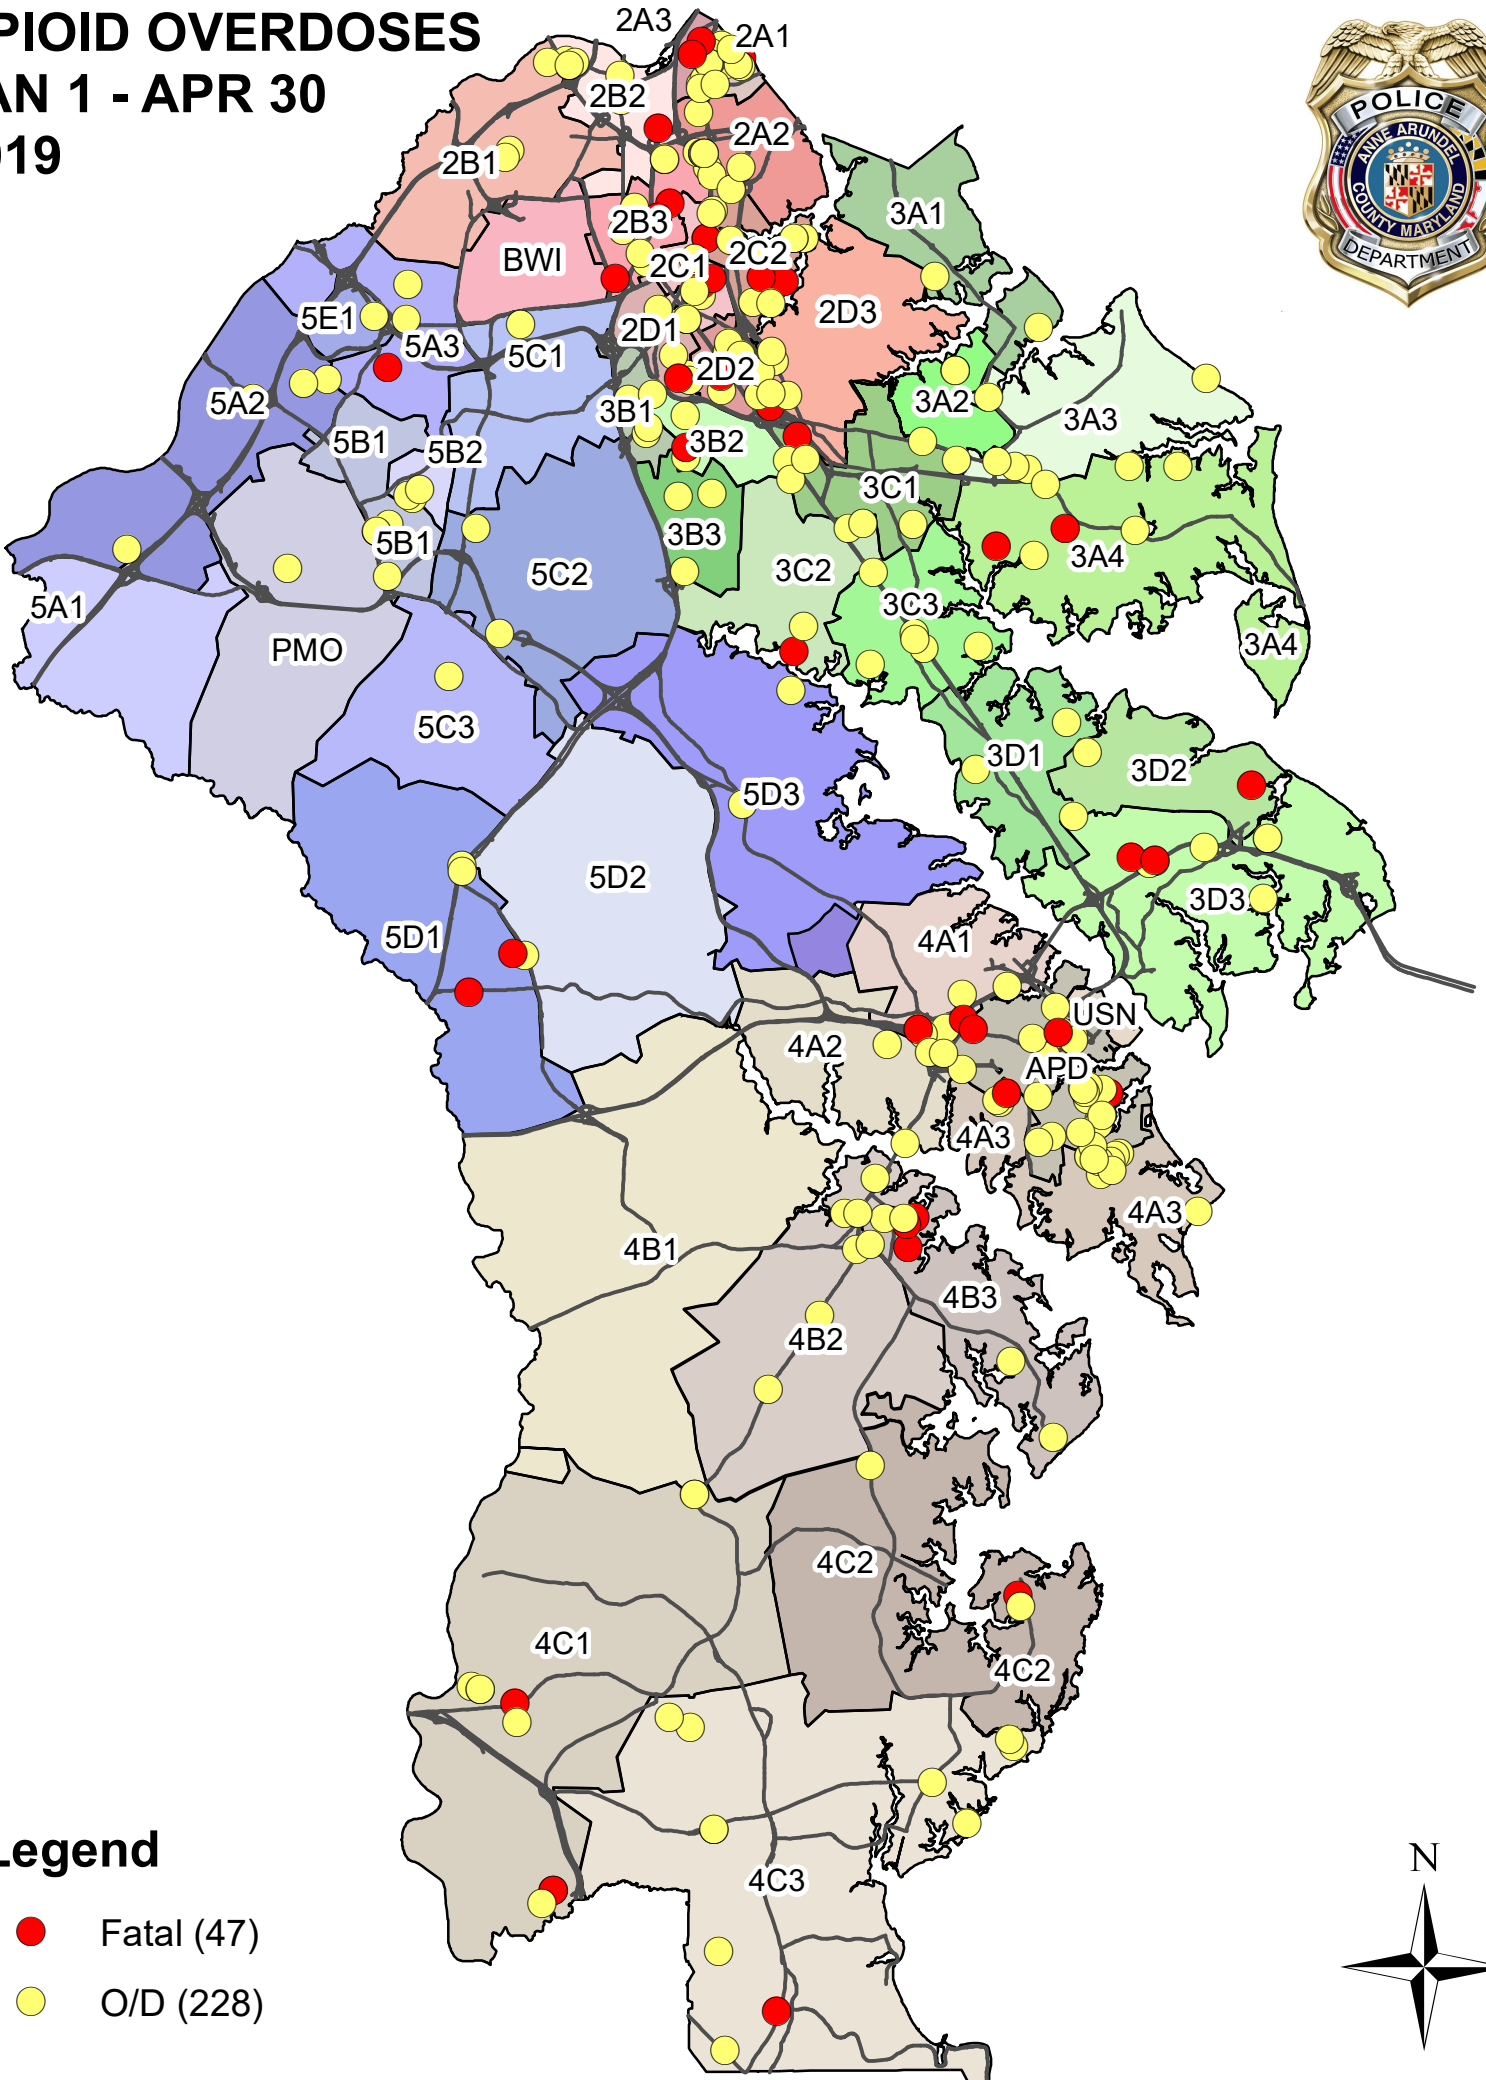 PIOID OVERDOSES
AN 1 - APR 30
019
2A3
2A1
2B2
2A2
2B1
2B3
3A1
BWI
2C1
2C2
5E1
2D1
2D3
5A3
5C1
2D2
5A2
3B1
3A2
3A3
5B1
5B2
3B2
3C1
3B3
5B1
5C2
3C2
3A4
5A1
3C3
PMO
3A4
5C3
3D1
3D2
5D3
5D2
3D3
5D1
4A1
USN
4A2
APD
4A3
4A3
4B1
4B3
4B2
4C2
4C1
4C2
4C3
POLICE
ANNE ARUNDEL
COUNTY MARYLAND
DEPARTMENT
Legend
Fatal (47)
O/D (228)
N